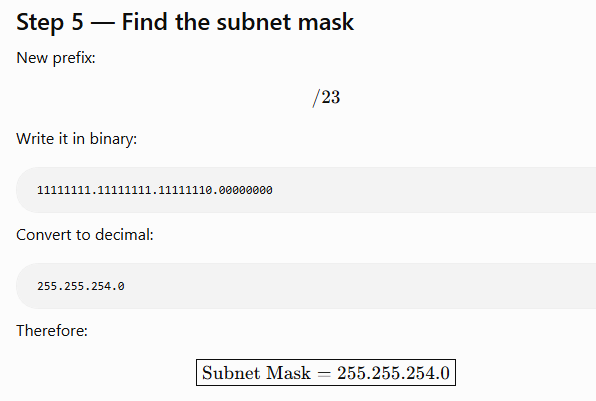 Step 5 — Find the subnet mask
New prefix:
/23
Write it in binary:
11111111.11111111.11111110.00000000
Convert to decimal:
255.255.254.0
Therefore:
Subnet Mask = 255.255.254.0